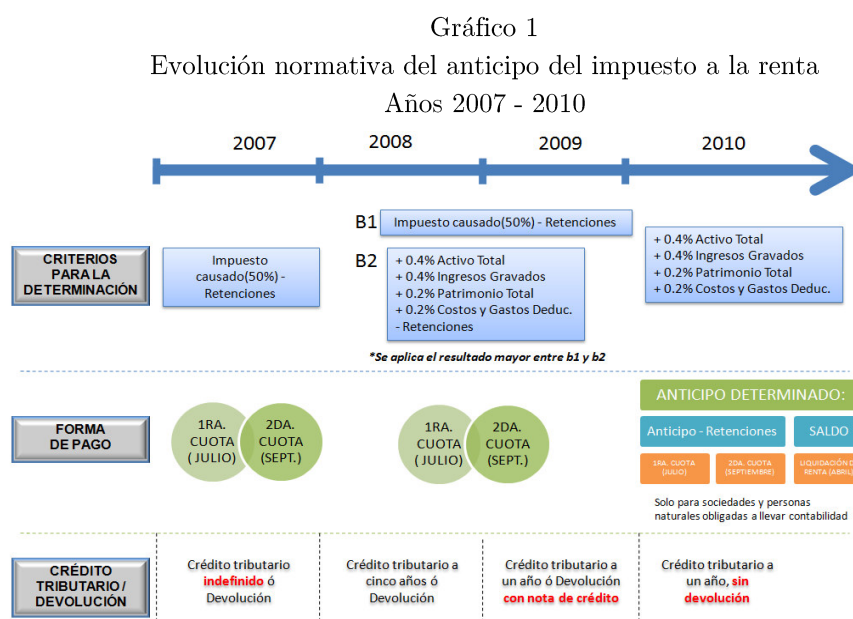 Gráfico 1
Evolución normativa del anticipo del impuesto a la renta
Años 2007 - 2010
2007
2008
2009
2010
CRITERIOS
PARA LA
DETERMINACIÓN
Impuesto
causado(50%) -
Retenciones
B1
Impuesto causado(50%) - Retenciones
B2
+ 0.4% Activo Total
+ 0.4% Ingresos Gravados
+ 0.2% Patrimonio Total
+ 0.2% Costos y Gastos Deduc.
- Retenciones
*Se aplica el resultado mayor entre b1 y b2
+ 0.4% Activo Total
+ 0.4% Ingresos Gravados
+ 0.2% Patrimonio Total
+ 0.2% Costos y Gastos Deduc.
FORMA
DE PAGO
1RA.
CUOTA
( JULIO)
2DA.
CUOTA
(SEPT.)
1RA.
CUOTA
( JULIO)
2DA.
CUOTA
(SEPT.)
ANTICIPO DETERMINADO:
Anticipo - Retenciones
SALDO
1RA. CUOTA
(JULIO)
2DA. CUOTA
(SEPTIEMBRE)
LIQUIDACIÓN D
RENTA (ABRIL)
Solo para sociedades y personas
naturales obligadas a llevar contabilidad
CRÉDITO
TRIBUTARIO /
DEVOLUCIÓN
Crédito tributario
indefinido ó
Devolución
Crédito tributario a
cinco años ó
Devolución
Crédito tributario a
un año ó Devolución
con nota de crédito
Crédito tributario a
un año, sin
devolución